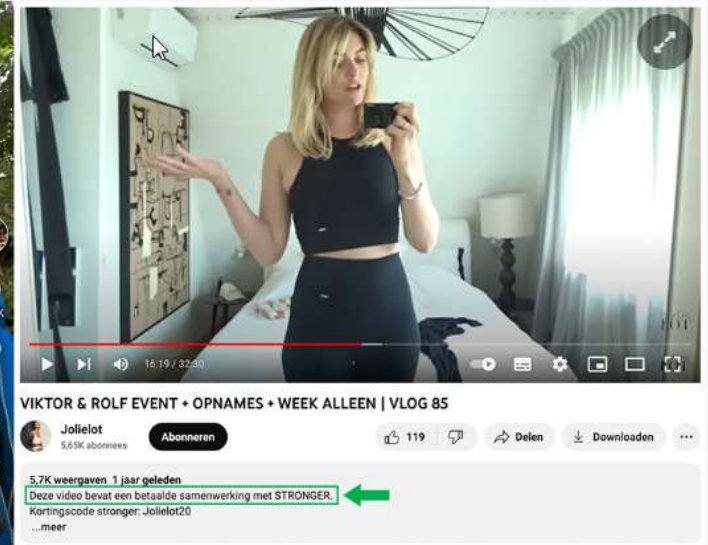 16:19 / 32:30
VIKTOR & ROLF EVENT + OPNAMES + WEEK ALLEEN | VLOG 85
Jolielot
5,65K abonnees
Abonneren
119
Delen
Downloaden
5,7K weergaven 1 jaar geleden
Deze video bevat een betaalde samenwerking met STRONGER.
Kortingscode stronger: Jolielot20
...meer